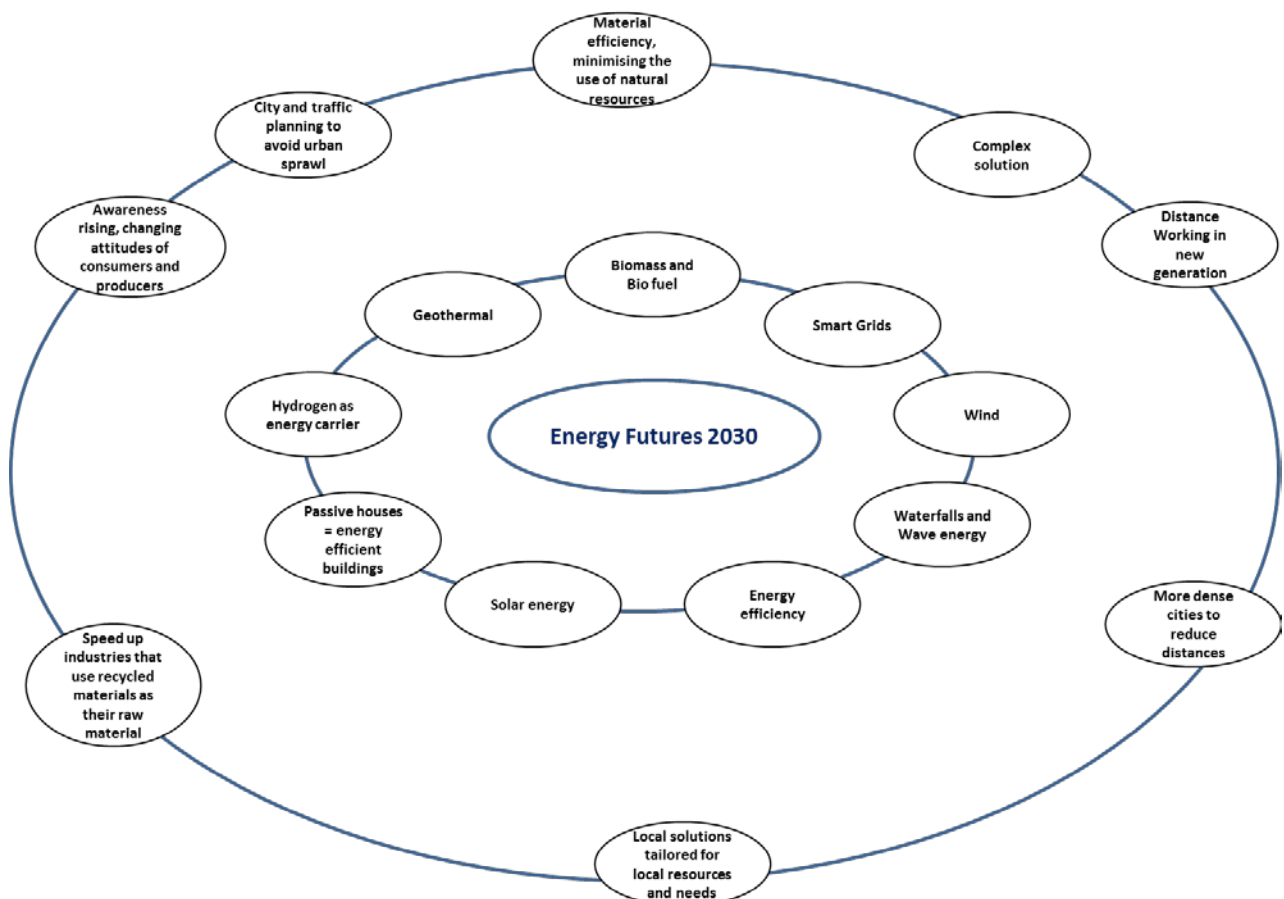 Material
efficiency,
minimising the
use of natural
resources
City and traffic
planning to
avoid urban
sprawl
Complex
solution
Awareness
rising, changing
attitudes of
consumers and
producers
Distance
Working in
new
generation
Biomass and
Bio fuel
Geothermal
Smart Grids
Hydrogen as
energy carrier
Wind
Energy Futures 2030
Passive houses
= energy
efficient
buildings
Waterfalls and
Wave energy
Solar energy
Energy
efficiency
More dense
cities to
reduce
distances
Speed up
industries that
use recycled
materials as
their raw
material
Local solutions
tailored for
local resources
and needs